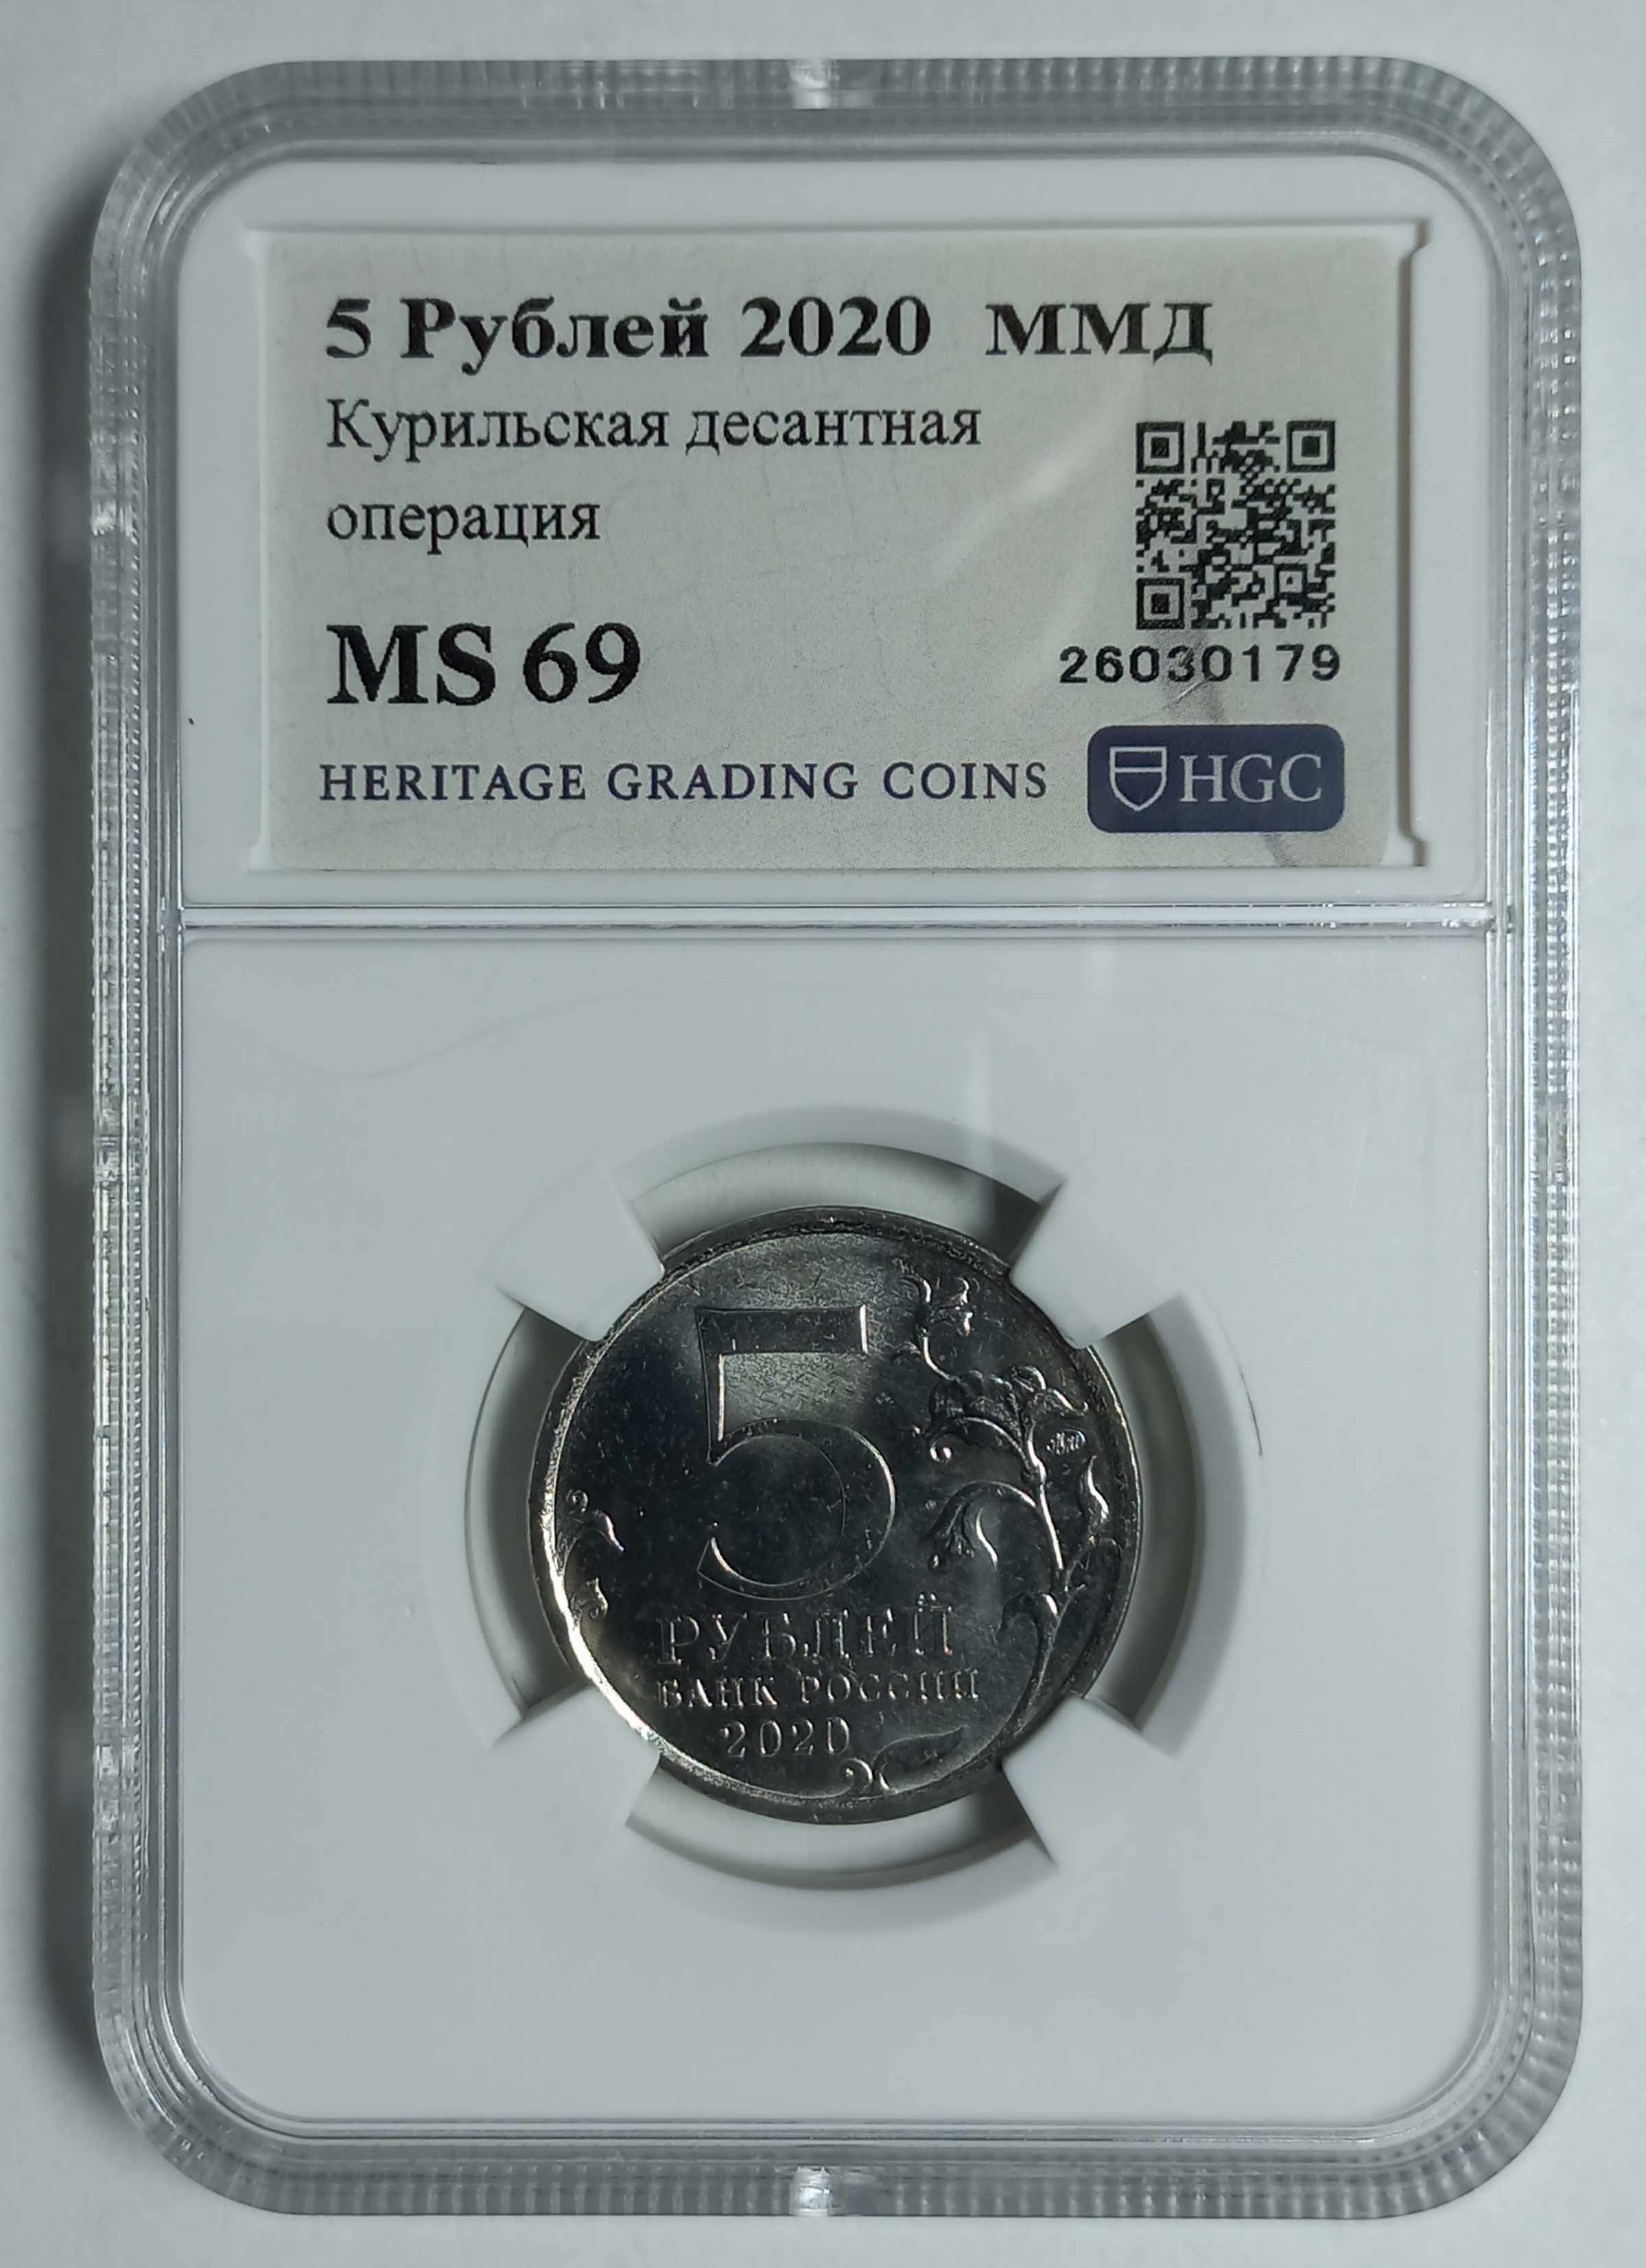 5 Рублей 2020 ММД
Курильская десантная
операция
MS 69
26030179
HERITAGE GRADING COINS
HGC
5
РУБЛЕЙ
БАНК РОССИИ
2020